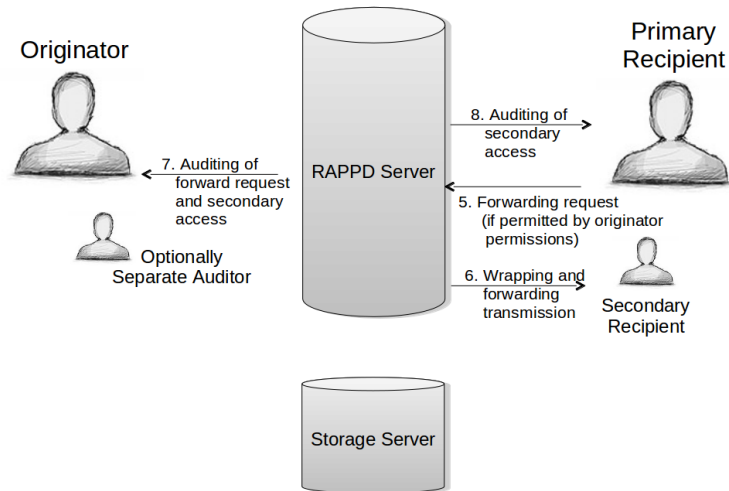 Originator
Primary
Recipient
8. Auditing of
secondary
access
7. Auditing of
forward request
and secondary
access
RAPPD Server
5. Forwarding request
(if permitted by originator
permissions)
Optionally
Separate Auditor
6. Wrapping and
forwarding
transmission
Secondary
Recipient
Storage Server